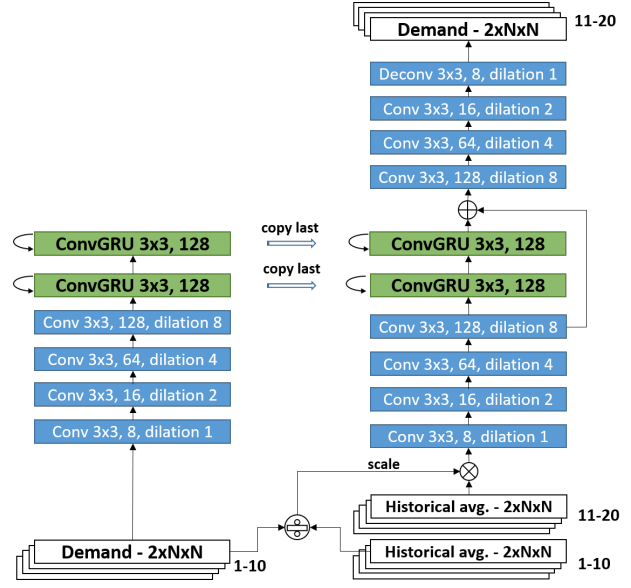 11-20
Demand - 2xNxN
Deconv 3x3, 8, dilation 1
Conv 3x3, 16, dilation 2
Conv 3x3, 64, dilation 4
Conv 3x3, 128, dilation 8
ConvGRU 3x3, 128
copy last
ConvGRU 3x3, 128
ConvGRU 3x3, 128
copy last
ConvGRU 3x3, 128
Conv 3x3, 128, dilation 8
Conv 3x3, 128, dilation 8
Conv 3x3, 64, dilation 4
Conv 3x3, 64, dilation 4
Conv 3x3, 16, dilation 2
Conv 3x3, 16, dilation 2
Conv 3x3, 8, dilation 1
Conv 3x3, 8, dilation 1
scale
Historical avg. - 2xNxN
11-20
Demand - 2xNxN
1-10
Historical avg. - 2xNxN
1-10